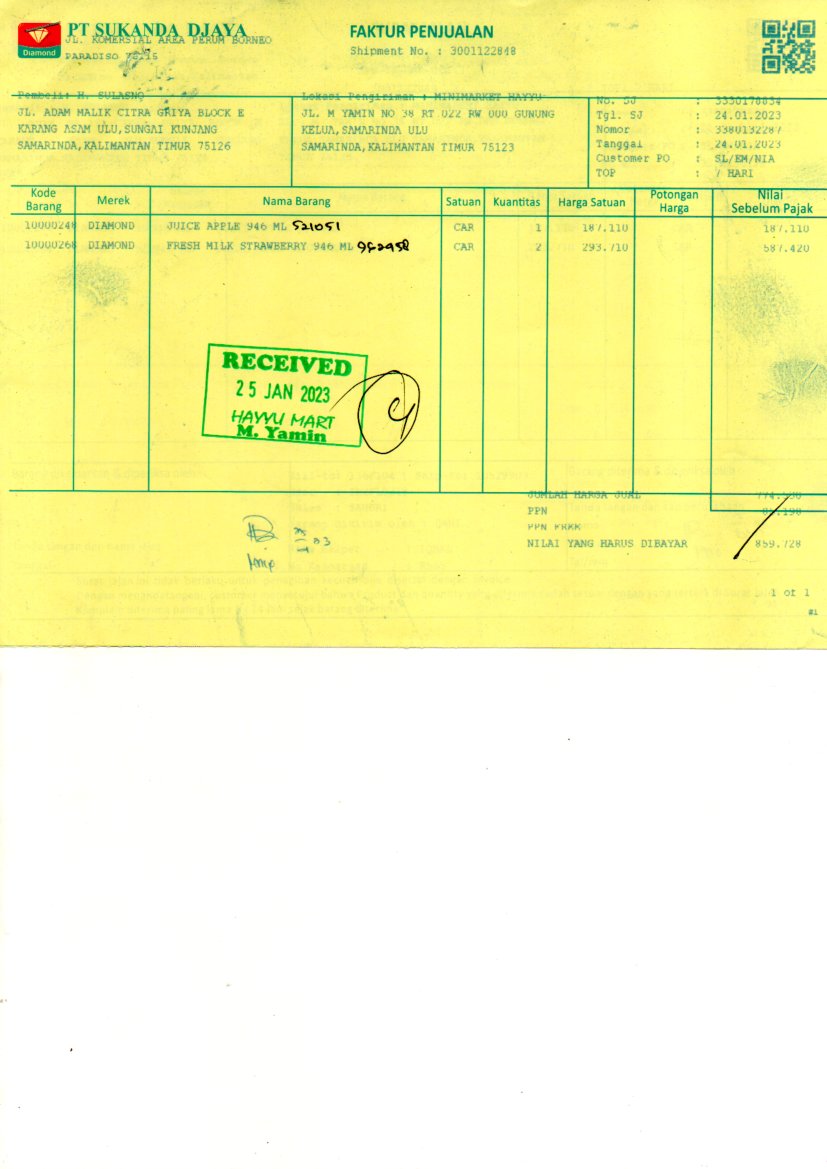 Diamond
PT SUKANDA DJAYA
JL. KOMERSIAL AREA PERUM BORNEO
PARADISO
FAKTUR PENJUALAN
Shipment No. : 3001122848
Pembeli: H. SULASNO
JL. ADAM MALIK CITRA GRIYA BLOCK E
KARANG ASAM ULU,SUNGAI KUNJANG
SAMARINDA,KALIMANTAN TIMUR 75126
Lokasi Pengiriman : MINIMARKET HAYYU
JL. M YAMIN NO 38 RT 022 RW 000 GUNUNG
KELUA,SAMARINDA ULU
SAMARINDA,KALIMANTAN TIMUR 75123
No. SJ : 3330178034
Tgl. SJ : 24.01.2023
Nomor : 3380132287
Tanggal : 24.01.2023
Customer PO : SL/EM/NIA
TOP : 7 HARI
Kode Barang Merek Nama Barang Satuan Kuantitas Harga Satuan Potongan Harga Nilai Sebelum Pajak
10000248 DIAMOND JUICE APPLE 946 ML 521051 CAR 1 187.110 187.110
10000268 DIAMOND FRESH MILK STRAWBERRY 946 ML CAR 2 293.710 587.420
RECEIVED
25 JAN 2023
HAYYU MART
M. Yamin
JUMLAH HARGA JUAL
PPN
PPN
NILAI YANG HARUS DIBAYAR 859.728
1 of 1
#1